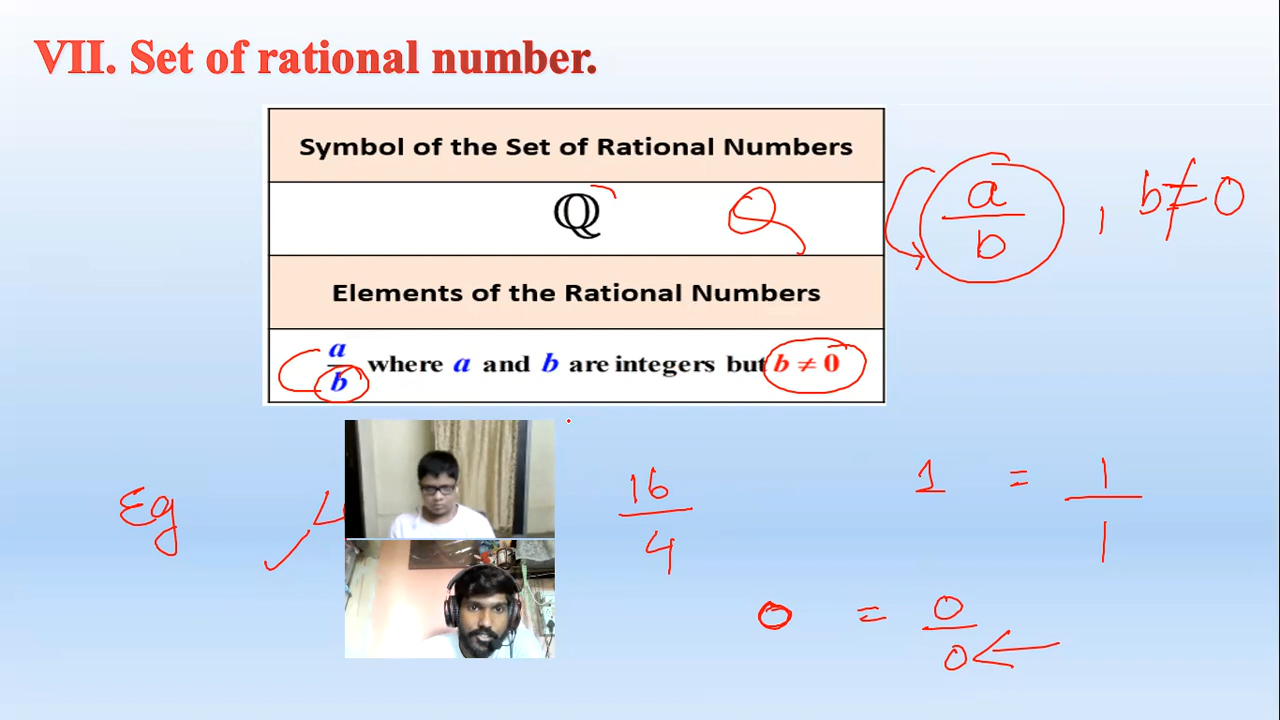 VII. Set of rational number.
Symbol of the Set of Rational Numbers
ℚ Q
a/b , b≠0
Elements of the Rational Numbers
a/b where a and b are integers but b ≠ 0
Eg 16/4 1 = 1/1
0 = 0/0